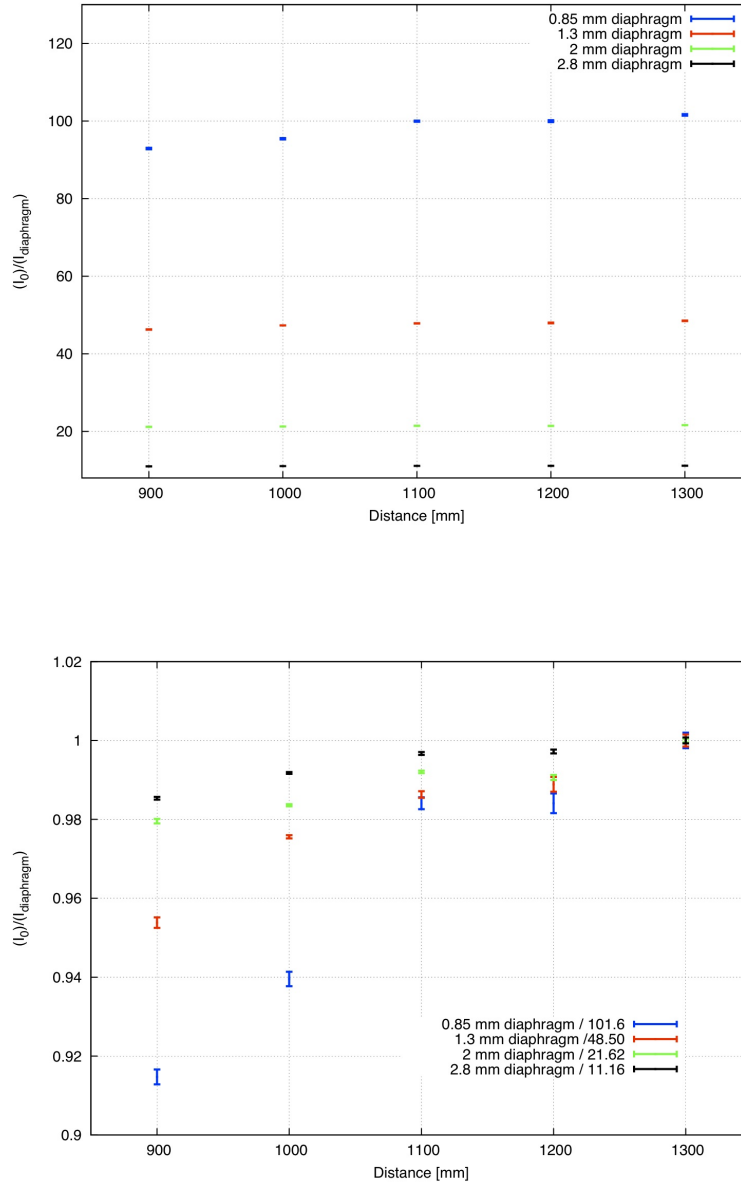 120
100
80
60
40
20
(I0)/(Idiaphragm)
0.85 mm diaphragm
1.3 mm diaphragm
2 mm diaphragm
2.8 mm diaphragm
900 1000 1100 1200 1300
Distance [mm]
1.02
1
0.98
0.96
0.94
0.92
0.9
(I0)/(Idiaphragm)
0.85 mm diaphragm / 101.6
1.3 mm diaphragm /48.50
2 mm diaphragm / 21.62
2.8 mm diaphragm / 11.16
900 1000 1100 1200 1300
Distance [mm]